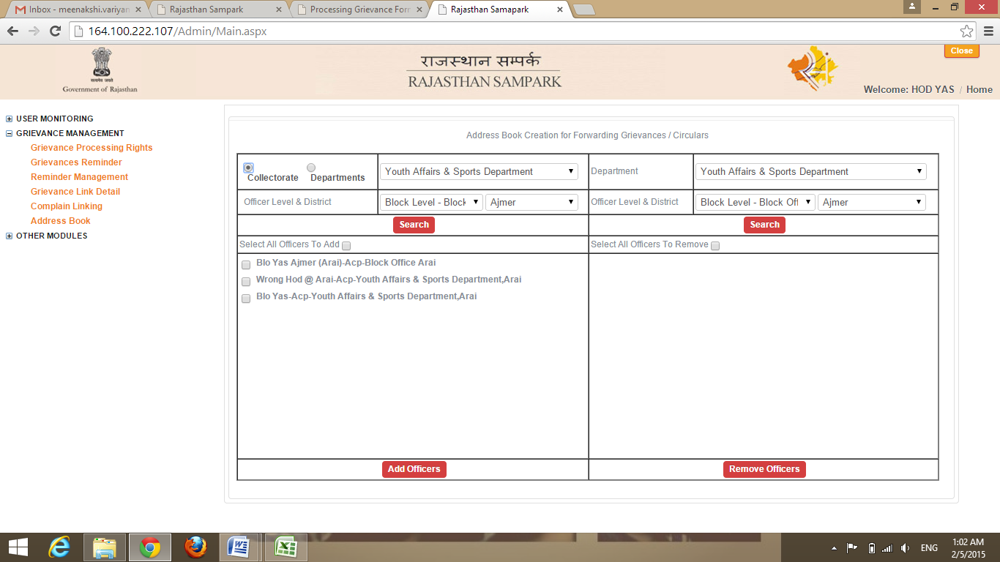 Inbox - meenakshi.variyan
Rajasthan Sampark
Processing Grievance Form
Rajasthan Samapark
164.100.222.107/Admin/Main.aspx
सत्यमेव जयते
Government of Rajasthan
राजस्थान सम्पर्क
RAJASTHAN SAMPARK
Close
Welcome: HOD YAS / Home
USER MONITORING
GRIEVANCE MANAGEMENT
Grievance Processing Rights
Grievances Reminder
Reminder Management
Grievance Link Detail
Complain Linking
Address Book
OTHER MODULES
Address Book Creation for Forwarding Grievances / Circulars
Collectorate Departments Youth Affairs & Sports Department Department Youth Affairs & Sports Department
Officer Level & District Block Level - Block Ajmer Officer Level & District Block Level - Block Off Ajmer
Search Search
Select All Officers To Add Select All Officers To Remove
Blo Yas Ajmer (Arai)-Acp-Block Office Arai
Wrong Hod @ Arai-Acp-Youth Affairs & Sports Department,Arai
Blo Yas-Acp-Youth Affairs & Sports Department,Arai
Add Officers Remove Officers
ENG
1:02 AM
2/5/2015